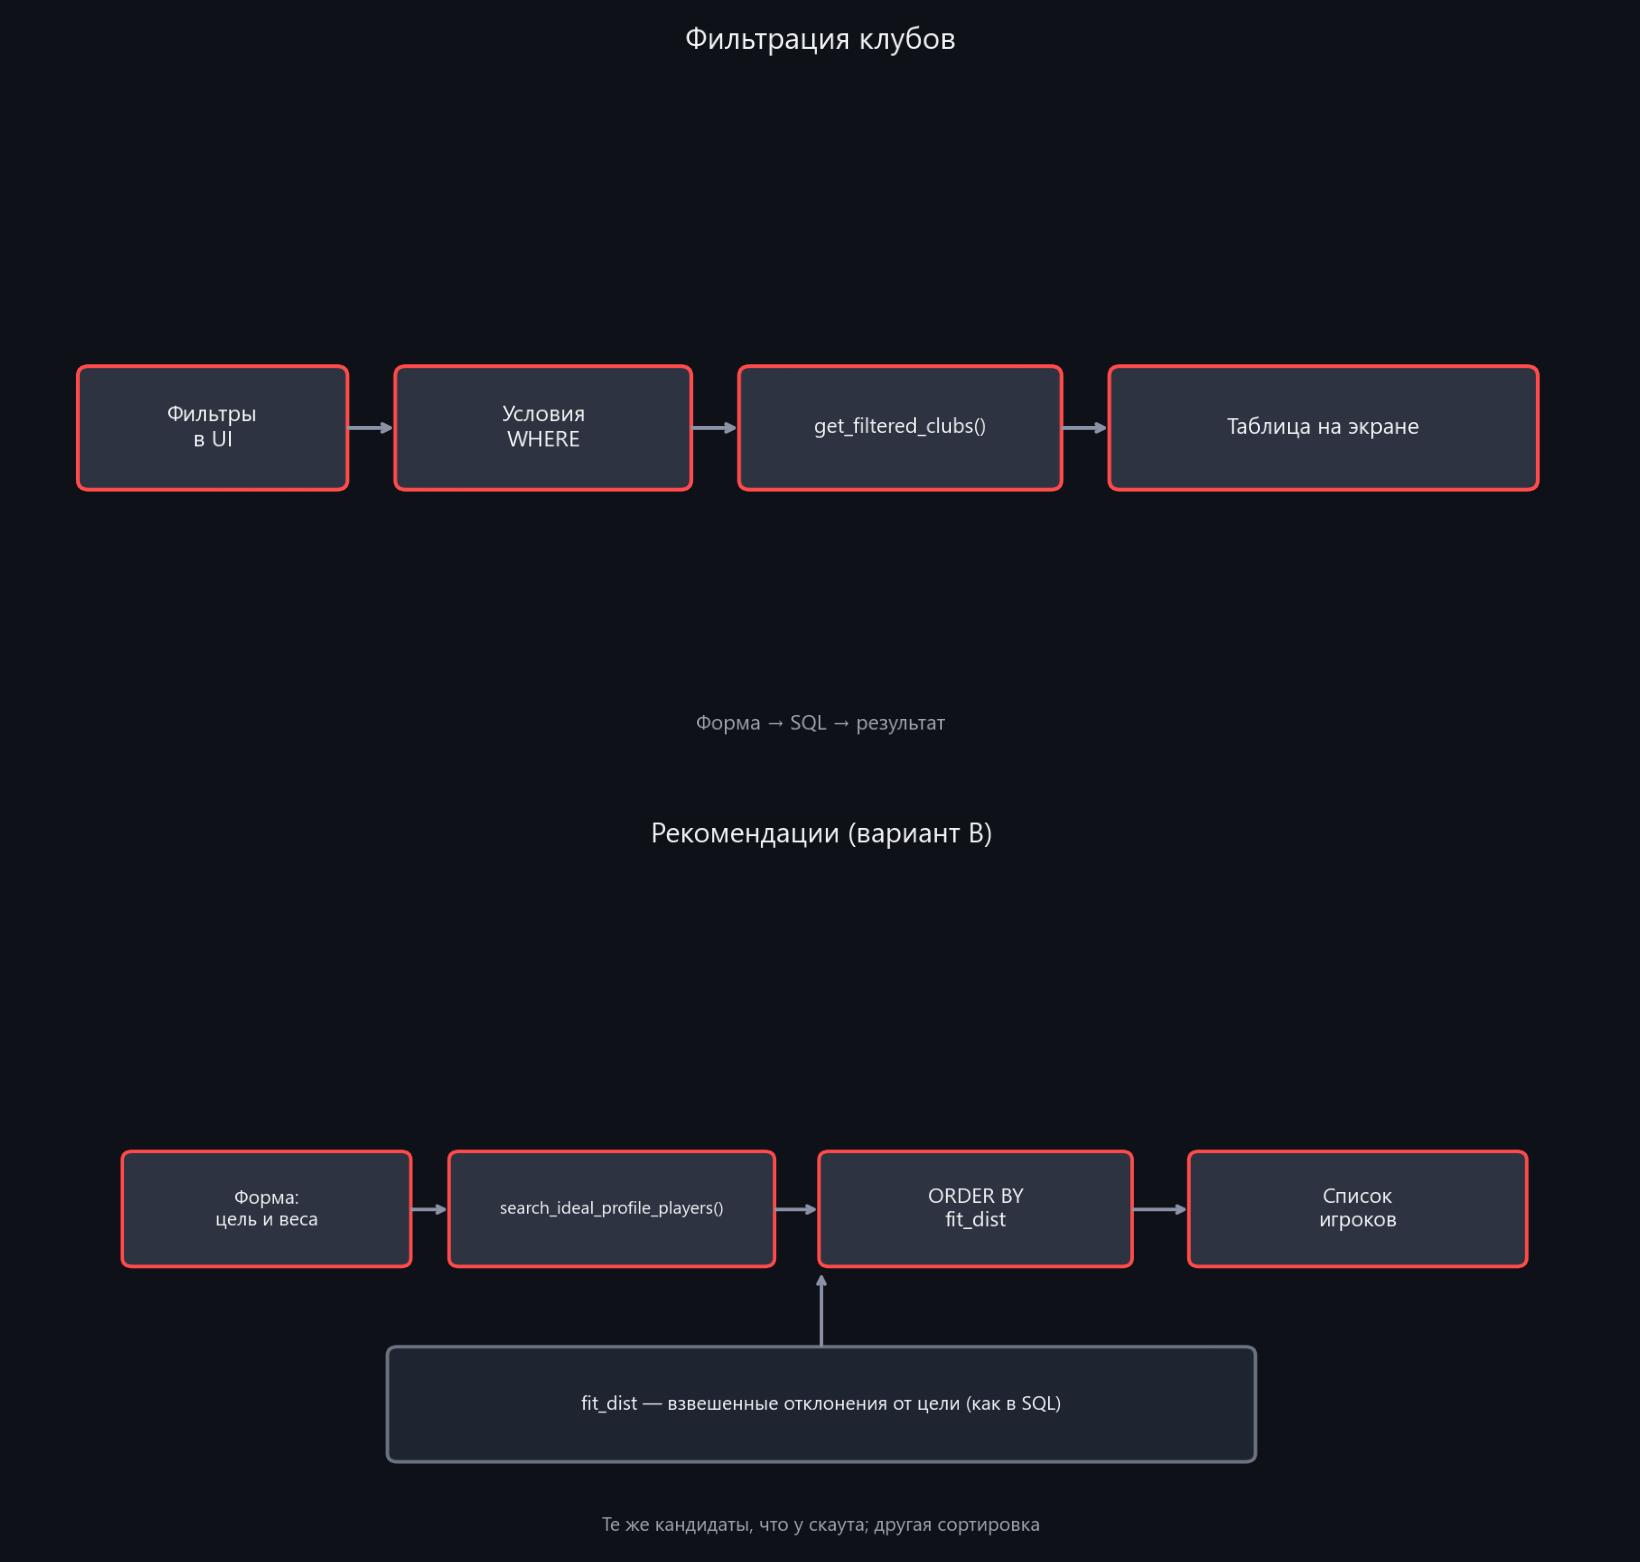 Фильтрация клубов
Фильтры
в UI
Условия
WHERE
get_filtered_clubs()
Таблица на экране
Форма → SQL → результат
Рекомендации (вариант B)
Форма:
цель и веса
search_ideal_profile_players()
ORDER BY
fit_dist
Список
игроков
fit_dist — взвешенные отклонения от цели (как в SQL)
Те же кандидаты, что у скаута; другая сортировка